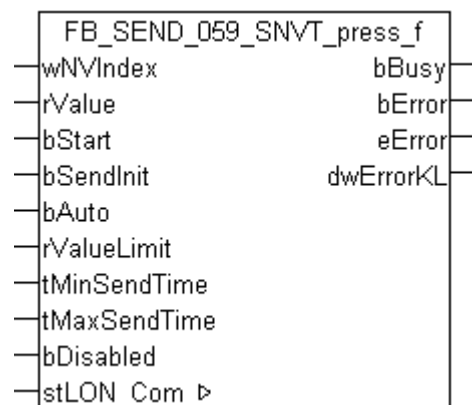 FB_SEND_059_SNVT_press_f
wNVIndex bBusy
rValue bError
bStart eError
bSendInit dwErrorKL
bAuto
rValueLimit
tMinSendTime
tMaxSendTime
bDisabled
stLON_Com ▷